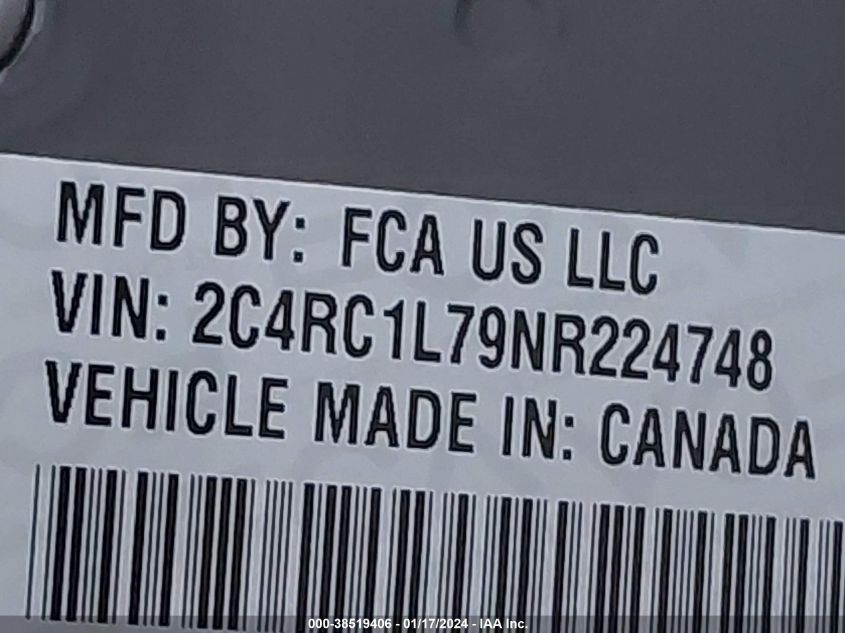 MFD BY: FCA US LLC
VIN: 2C4RC1L79NR224748
VEHICLE MADE IN: CANADA
000-38519406 - 01/17/2024 - IAA Inc.